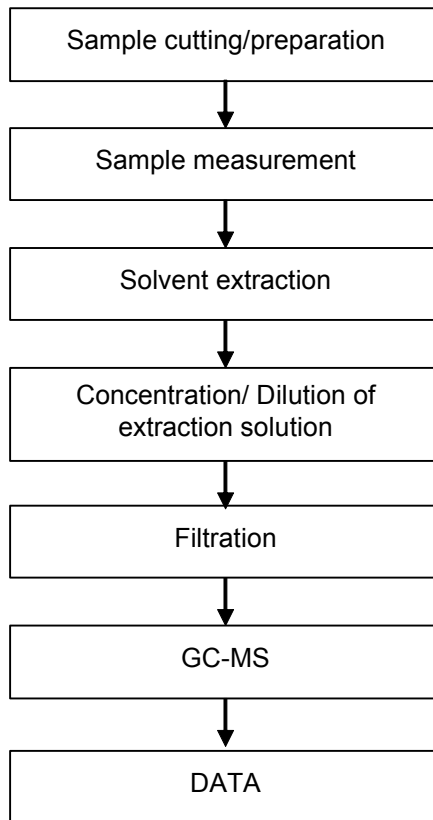 Sample cutting/preparation
Sample measurement
Solvent extraction
Concentration/ Dilution of
extraction solution
Filtration
GC-MS
DATA